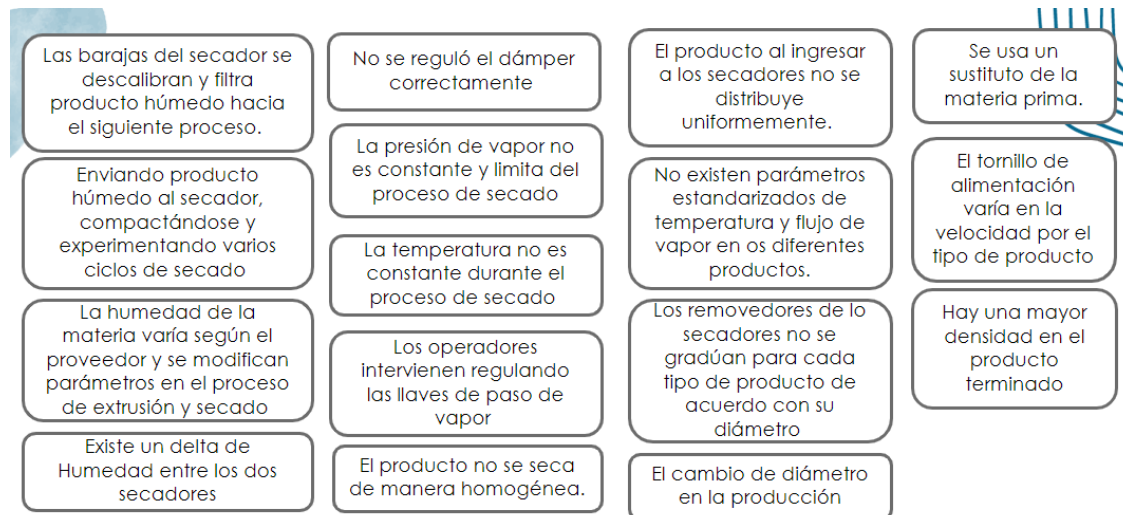 Las barajas del secador se
descalibran y filtra
producto húmedo hacia
el siguiente proceso.
Enviando producto
húmedo al secador,
compactándose y
experimentando varios
ciclos de secado
La humedad de la
materia varía según el
proveedor y se modifican
parámetros en el proceso
de extrusión y secado
Existe un delta de
Humedad entre los dos
secadores
No se reguló el dámper
correctamente
La presión de vapor no
es constante y limita del
proceso de secado
La temperatura no es
constante durante el
proceso de secado
Los operadores
intervienen regulando
las llaves de paso de
vapor
El producto no se seca
de manera homogénea.
El producto al ingresar
a los secadores no se
distribuye
uniformemente.
No existen parámetros
estandarizados de
temperatura y flujo de
vapor en os diferentes
productos.
Los removedores de lo
secadores no se
gradúan para cada
tipo de producto de
acuerdo con su
diámetro
El cambio de diámetro
en la producción
Se usa un
sustituto de la
materia prima.
El tornillo de
alimentación
varía en la
velocidad por el
tipo de producto
Hay una mayor
densidad en el
producto
terminado